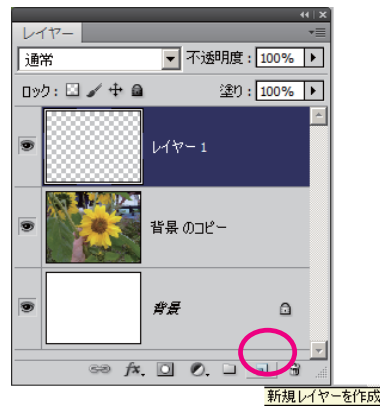 レイヤー
通常 不透明度: 100%
ロック: 塗り: 100%
レイヤー 1
背景 のコピー
背景
fx.
新規レイヤーを作成